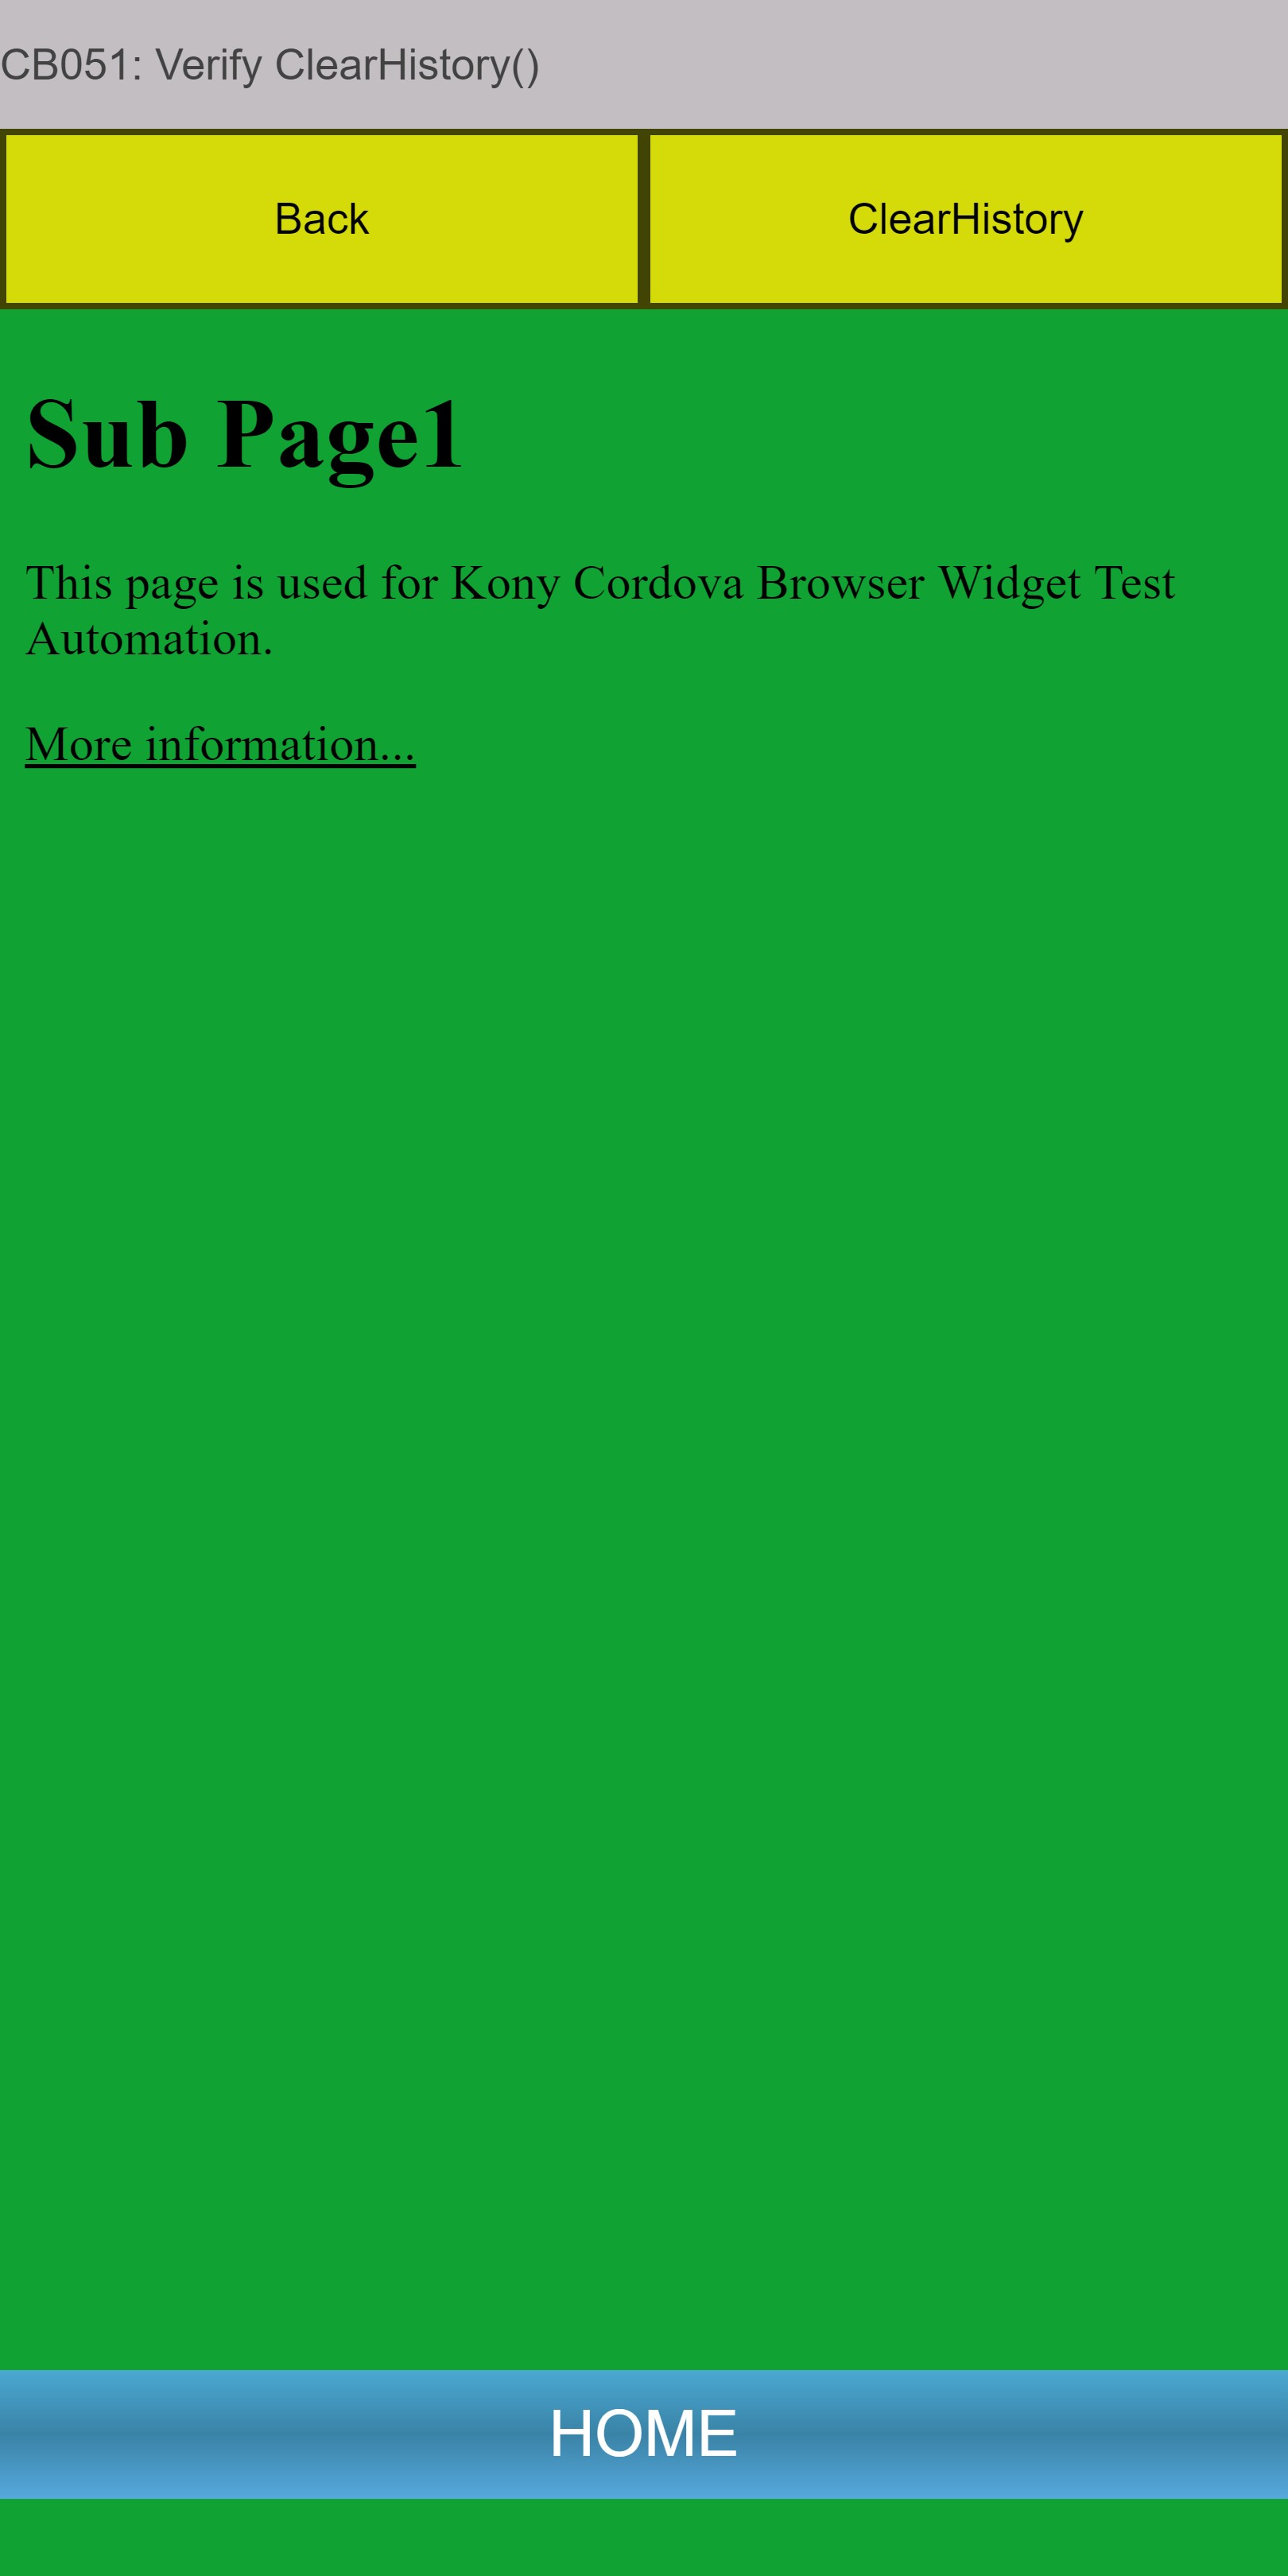 CB051: Verify ClearHistory()
Back
ClearHistory
Sub Page1
This page is used for Kony Cordova Browser Widget Test
Automation.
More information...
HOME